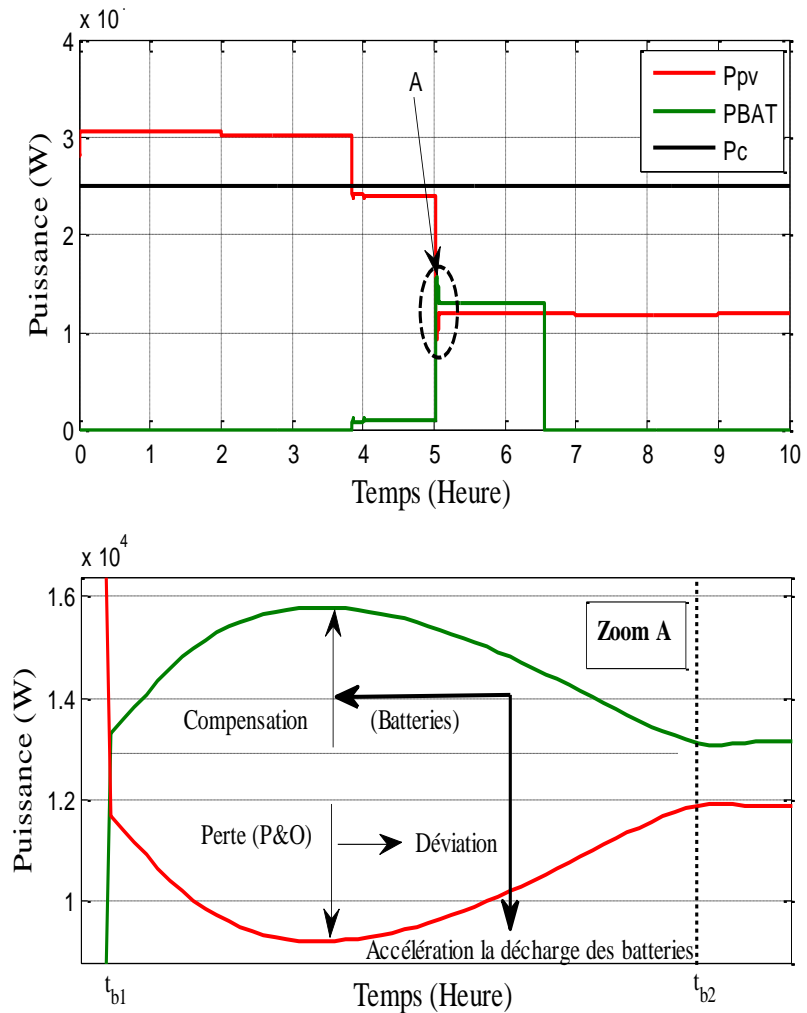 x 10
4
3
2
1
0
Puissance (W)
A
Ppv
PBAT
Pc
0 1 2 3 4 5 6 7 8 9 10
Temps (Heure)
x 10^4
1.6
1.4
1.2
1
Puissance (W)
Zoom A
Compensation (Batteries)
Perte (P&O) Déviation
Accélération la décharge des batteries
t_b1 Temps (Heure) t_b2